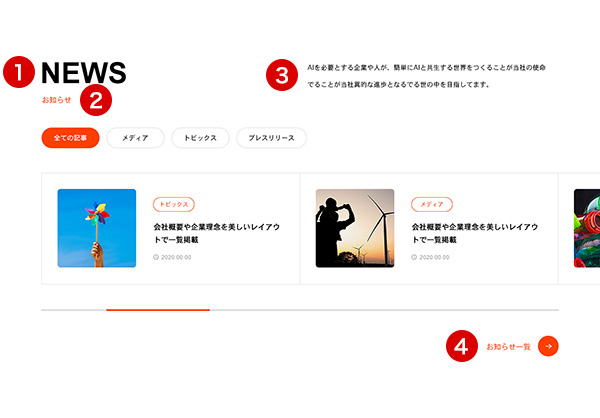 1 NEWS
お知らせ 2
3 AIを必要とする企業や人が、簡単にAIと共生する世界をつくることが当社の使命
でることが当社異的な進歩となるでる世の中を目指してます。
全ての記事 メディア トピックス プレスリリース
トピックス
会社概要や企業理念を美しいレイアウ
トで一覧掲載
2020.00.00
メディア
会社概要や企業理念を美しいレイアウ
トで一覧掲載
2020.00.00
4 お知らせ一覧